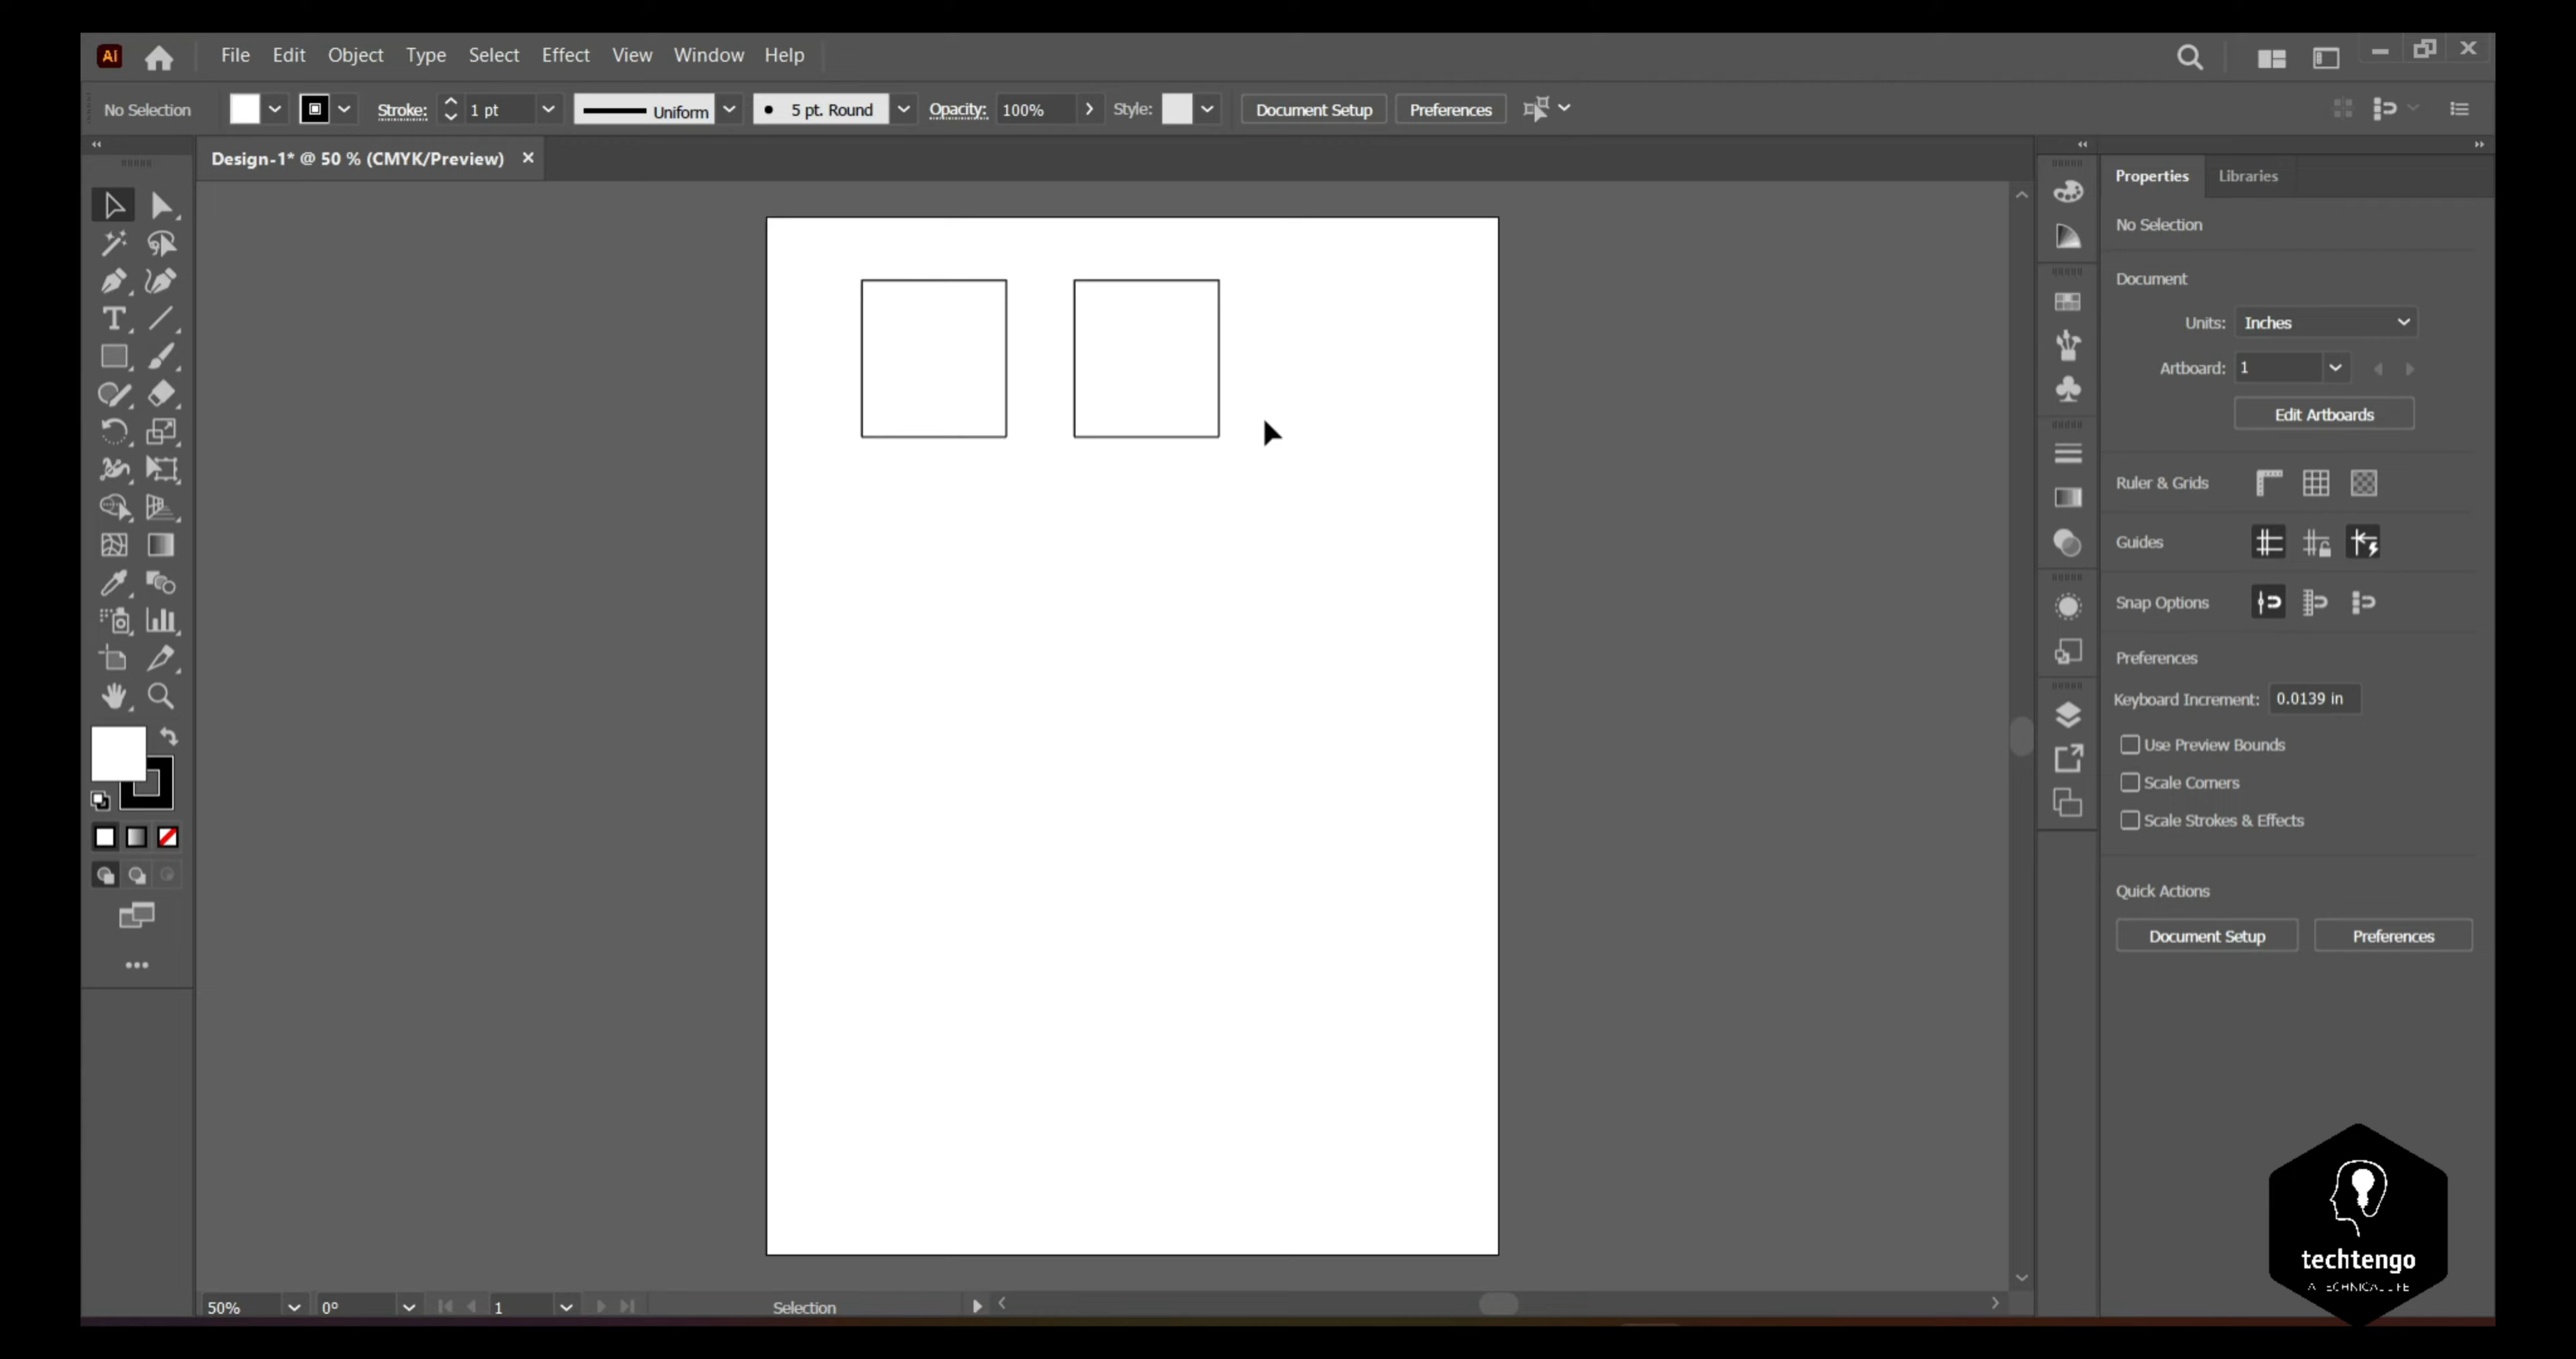 Ai File Edit Object Type Select Effect View Window Help
No Selection Stroke: 1 pt Uniform 5 pt. Round Opacity: 100% Style: Document Setup Preferences
Design-1* @ 50 % (CMYK/Preview) ×
Properties Libraries
No Selection
Document
Units: Inches
Artboard: 1
Edit Artboards
Ruler & Grids
Guides
Snap Options
Preferences
Keyboard Increment: 0.0139 in
Use Preview Bounds
Scale Corners
Scale Strokes & Effects
Quick Actions
Document Setup Preferences
techtengo
50% 0° 1 Selection